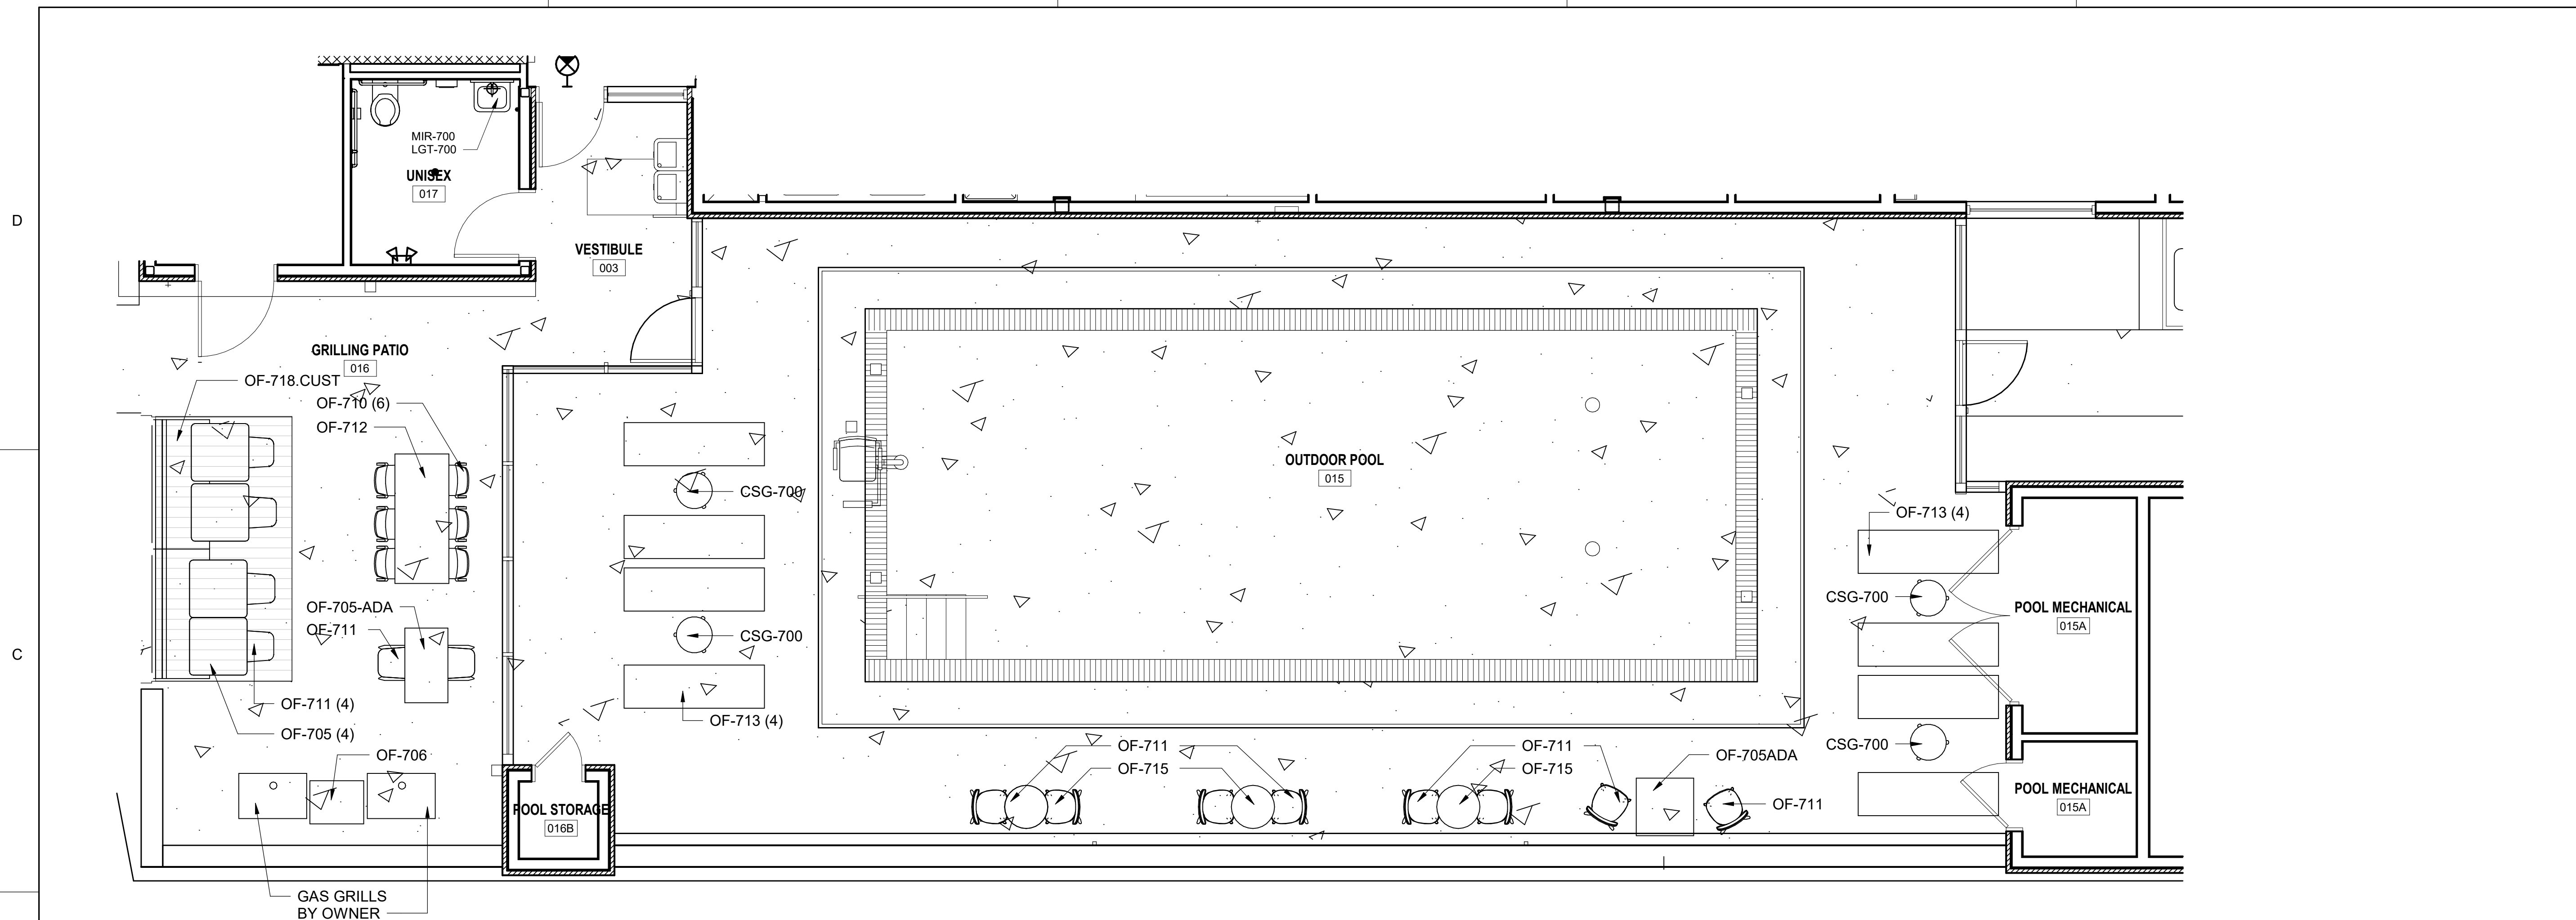 D
C
MIR-700
LGT-700
UNISEX
017
VESTIBULE
003
GRILLING PATIO
016
OF-718.CUST
OF-710 (6)
OF-712
OF-705-ADA
OF-711
OF-711 (4)
OF-705 (4)
OF-706
GAS GRILLS
BY OWNER
POOL STORAGE
016B
CSG-700
CSG-700
OF-713 (4)
OUTDOOR POOL
015
OF-711
OF-715
OF-711
OF-715
OF-705ADA
OF-711
OF-713 (4)
CSG-700
CSG-700
POOL MECHANICAL
015A
POOL MECHANICAL
015A